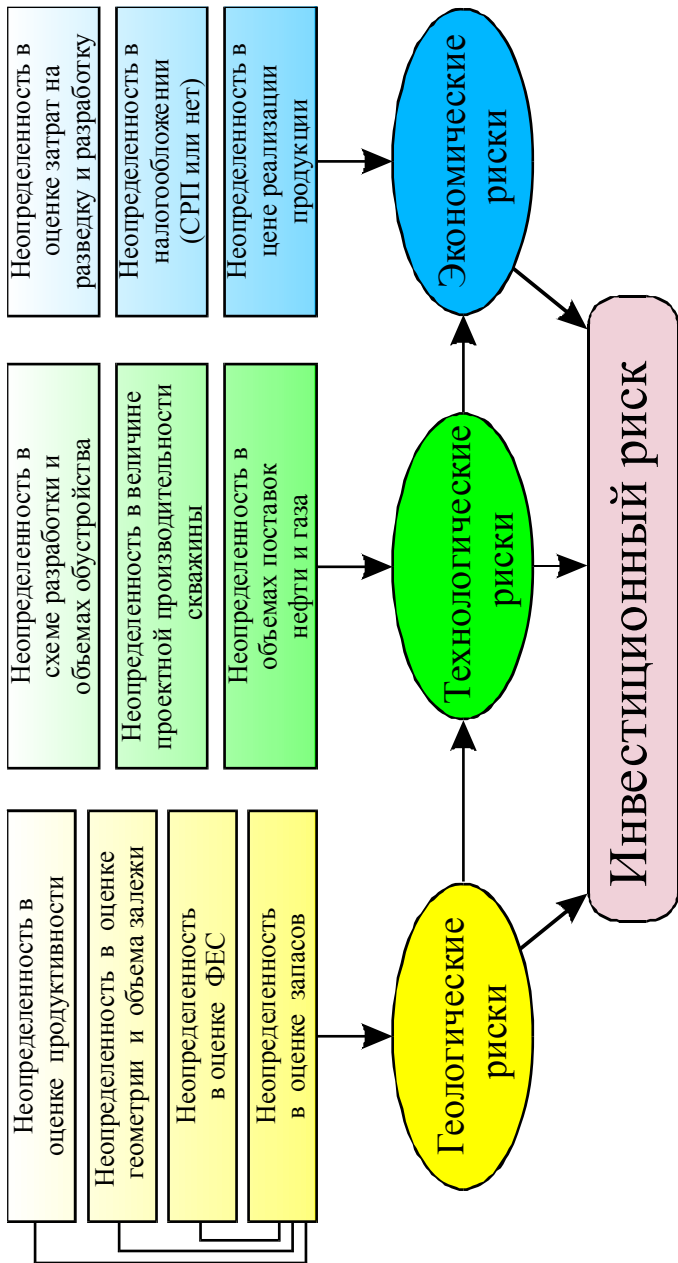 Неопределенность в
оценке продуктивности
Неопределенность в оценке
геометрии и объема залежи
Неопределенность
в оценке ФЕС
Неопределенность
в оценке запасов
Геологические
риски
Неопределенность в
схеме разработки и
объемах обустройства
Неопределенность в величине
проектной производительности
скважины
Неопределенность в
объемах поставок
нефти и газа
Технологические
риски
Неопределенность в
оценке затрат на
разведку и разработку
Неопределенность в
налогообложении
(СРП или нет)
Неопределенность в
цене реализации
продукции
Экономические
риски
Инвестиционный риск